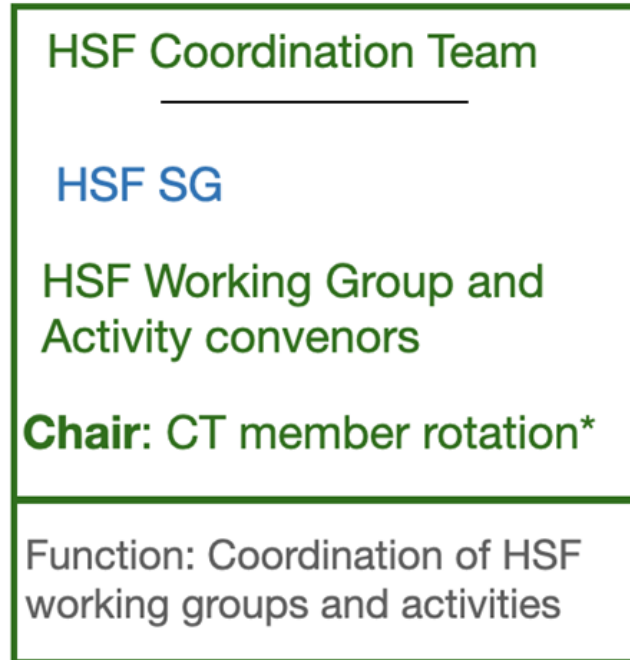 HSF Coordination Team
HSF SG
HSF Working Group and
Activity convenors
Chair: CT member rotation*
Function: Coordination of HSF
working groups and activities